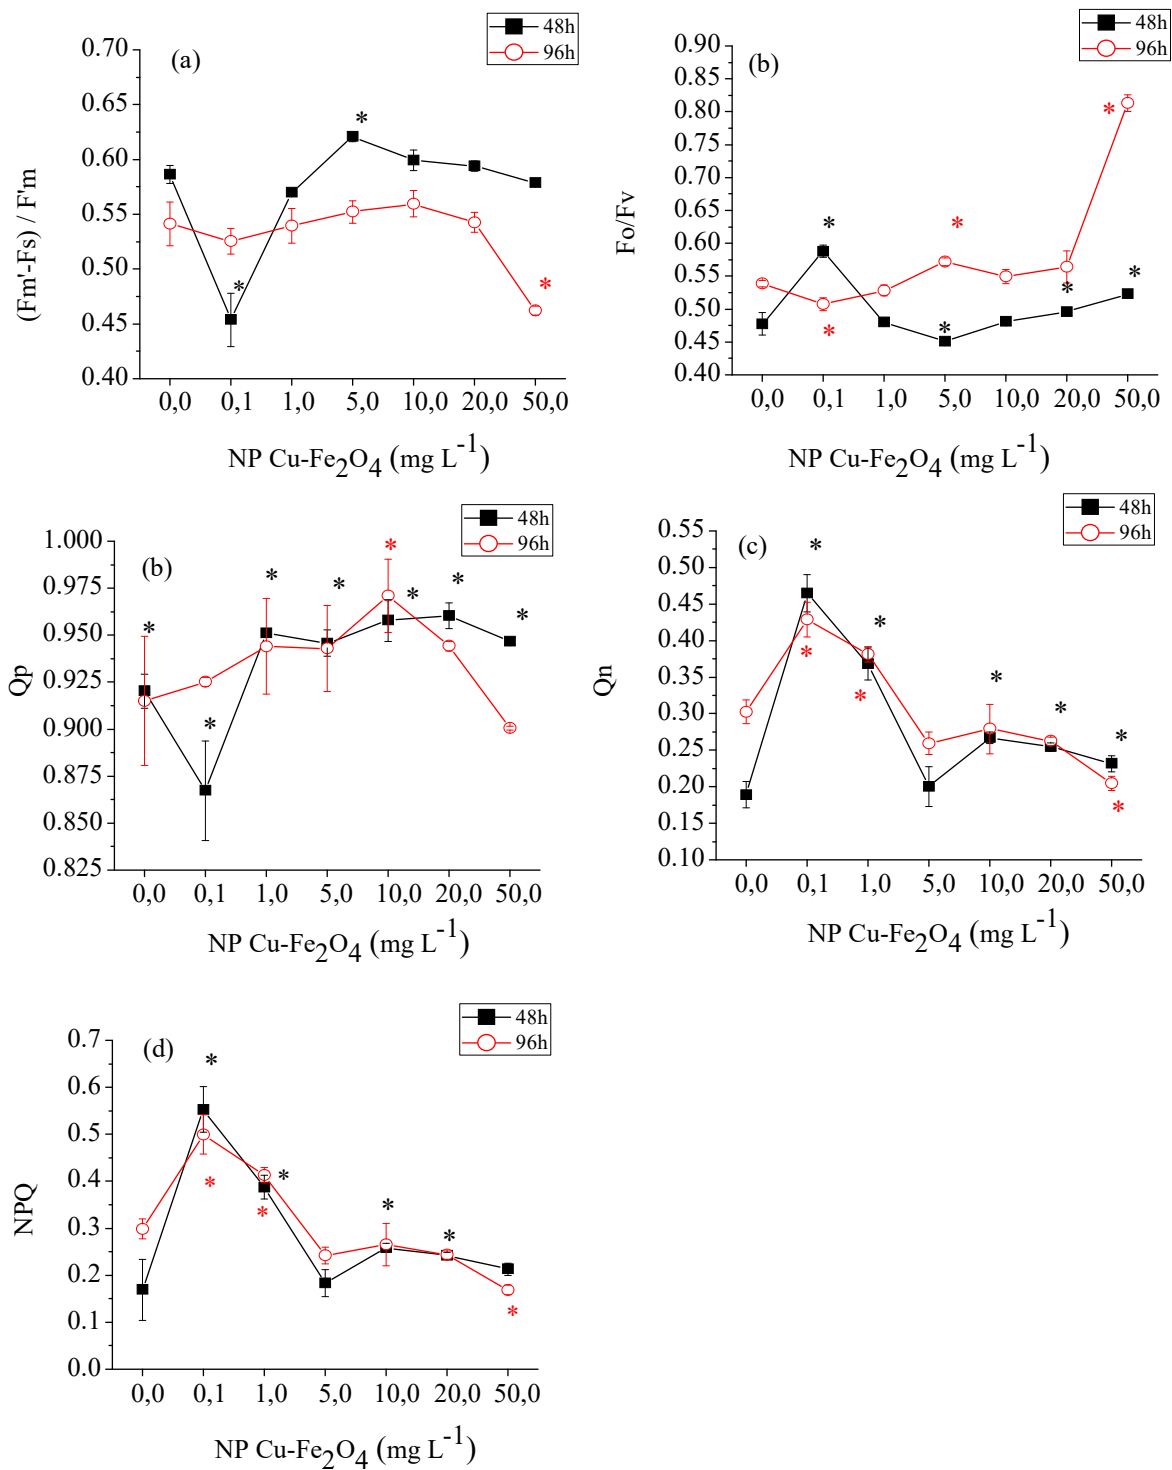 48h
96h
(a)
0.70
0.65
0.60
0.55
0.50
0.45
0.40
(Fm'-Fs) / F'm
*
*
*
0,0 0,1 1,0 5,0 10,0 20,0 50,0
NP Cu-Fe2O4 (mg L-1)
48h
96h
(b)
0.90
0.85
0.80
0.75
0.70
0.65
0.60
0.55
0.50
0.45
0.40
Fo/Fv
*
*
*
*
*
*
*
0,0 0,1 1,0 5,0 10,0 20,0 50,0
NP Cu-Fe2O4 (mg L-1)
48h
96h
(b)
1.000
0.975
0.950
0.925
0.900
0.875
0.850
0.825
Qp
*
*
*
*
*
*
*
*
0,0 0,1 1,0 5,0 10,0 20,0 50,0
NP Cu-Fe2O4 (mg L-1)
48h
96h
(c)
0.55
0.50
0.45
0.40
0.35
0.30
0.25
0.20
0.15
0.10
Qn
*
*
*
*
*
*
*
*
0,0 0,1 1,0 5,0 10,0 20,0 50,0
NP Cu-Fe2O4 (mg L-1)
48h
96h
(d)
0.7
0.6
0.5
0.4
0.3
0.2
0.1
0.0
NPQ
*
*
*
*
*
*
*
0,0 0,1 1,0 5,0 10,0 20,0 50,0
NP Cu-Fe2O4 (mg L-1)